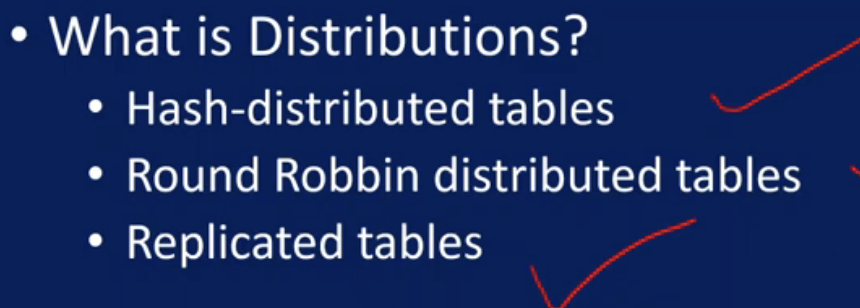 • What is Distributions?
• Hash-distributed tables
• Round Robbin distributed tables
• Replicated tables